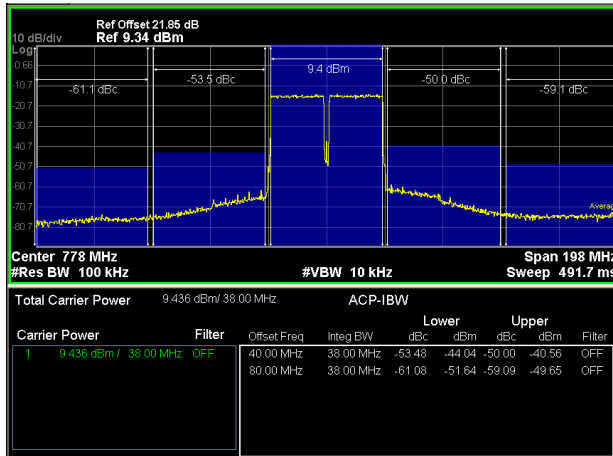 Ref Offset 21.85 dB
10 dB/div Ref 9.34 dBm
Log
-0.66
-10.7
-20.7
-30.7
-40.7
-50.7
-60.7
-70.7
-80.7
-61.1 dBc
-53.5 dBc
9.4 dBm
-50.0 dBc
-59.1 dBc
Average
Center 778 MHz Span 198 MHz
#Res BW 100 kHz #VBW 10 kHz Sweep 491.7 ms
Total Carrier Power 9.436 dBm/ 38.00 MHz ACP-IBW
Lower Upper
Carrier Power Filter Offset Freq Integ BW dBc dBm dBc dBm Filter
1 9.436 dBm / 38.00 MHz OFF 40.00 MHz 38.00 MHz -53.48 -44.04 -50.00 -40.56 OFF
80.00 MHz 38.00 MHz -61.08 -51.64 -59.09 -49.65 OFF